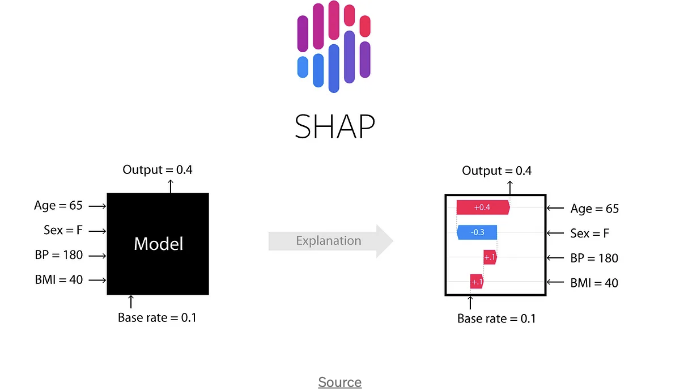 SHAP
Output = 0.4
Age = 65
Sex = F
BP = 180
BMI = 40
Model
Base rate = 0.1
Explanation
Output = 0.4
+0.4
-0.3
+.1
+.1
Age = 65
Sex = F
BP = 180
BMI = 40
Base rate = 0.1
Source